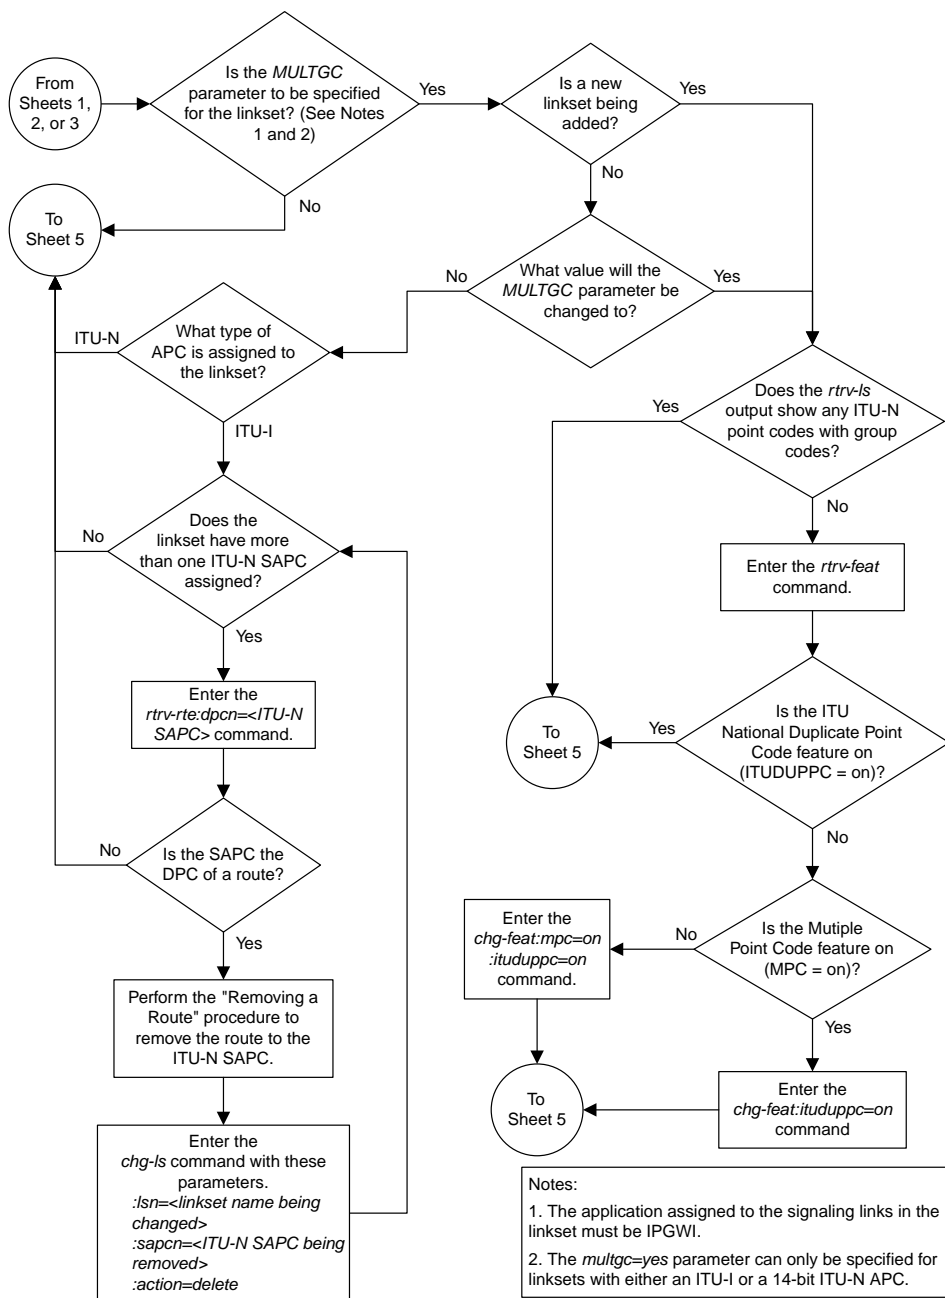 From
Sheets 1,
2, or 3
Is the MULTGC
parameter to be specified
for the linkset? (See Notes
1 and 2)
Yes
No
Is a new
linkset being
added?
Yes
No
To
Sheet 5
What value will the
MULTGC parameter be
changed to?
No
Yes
What type of
APC is assigned to
the linkset?
ITU-N
ITU-I
Does the rtrv-ls
output show any ITU-N
point codes with group
codes?
Yes
No
Does the
linkset have more
than one ITU-N SAPC
assigned?
No
Yes
Enter the rtrv-feat
command.
Enter the
rtrv-rte:dpcn=<ITU-N
SAPC> command.
Is the ITU
National Duplicate Point
Code feature on
(ITUDUPPC = on)?
Yes
No
To
Sheet 5
Is the SAPC the
DPC of a route?
No
Yes
Is the Mutiple
Point Code feature on
(MPC = on)?
No
Yes
Enter the
chg-feat:mpc=on
:ituduppc=on
command.
Perform the "Removing a
Route" procedure to
remove the route to the
ITU-N SAPC.
To
Sheet 5
Enter the
chg-feat:ituduppc=on
command
Enter the
chg-ls command with these
parameters.
:lsn=<linkset name being
changed>
:sapcn=<ITU-N SAPC being
removed>
:action=delete
Notes:
1. The application assigned to the signaling links in the
linkset must be IPGWI.
2. The multgc=yes parameter can only be specified for
linksets with either an ITU-I or a 14-bit ITU-N APC.